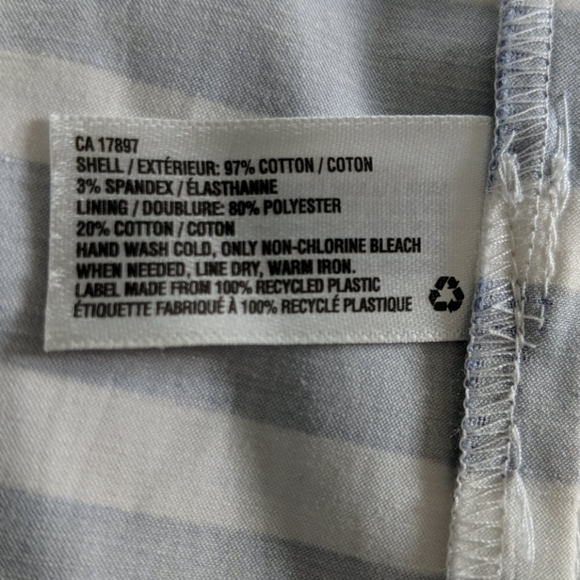 CA 17897
SHELL / EXTÉRIEUR: 97% COTTON / COTON
3% SPANDEX / ÉLASTHANNE
LINING / DOUBLURE: 80% POLYESTER
20% COTTON / COTON
HAND WASH COLD, ONLY NON-CHLORINE BLEACH
WHEN NEEDED, LINE DRY, WARM IRON.
LABEL MADE FROM 100% RECYCLED PLASTIC
ÉTIQUETTE FABRIQUÉ À 100% RECYCLÉ PLASTIQUE